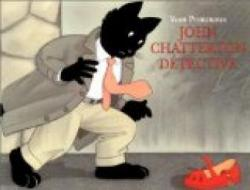 Yvan Pommaux
JOHN
CHATTERTON
DÉTECTIVE